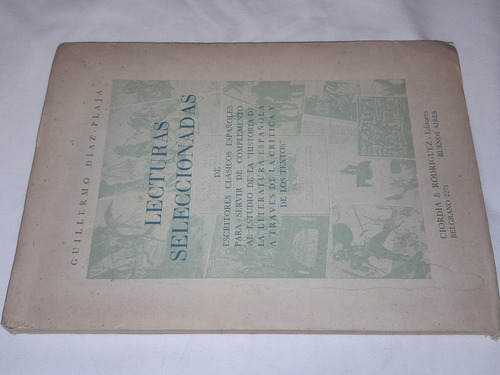 GUILLERMO DÍAZ-PLAJA
LECTURAS
SELECCIONADAS
DE
ESCRITORES CLASICOS ESPAÑOLES
PARA SERVIR DE COMPLEMENTO
AL ESTUDIO DE LA HISTORIA DE
LA LITERATURA ESPAÑOLA
A TRAVES DE LA CRITICA Y
DE LOS TEXTOS
CIORDIA & RODRIGUEZ - Editores
BELGRANO 2271 BUENOS AIRES